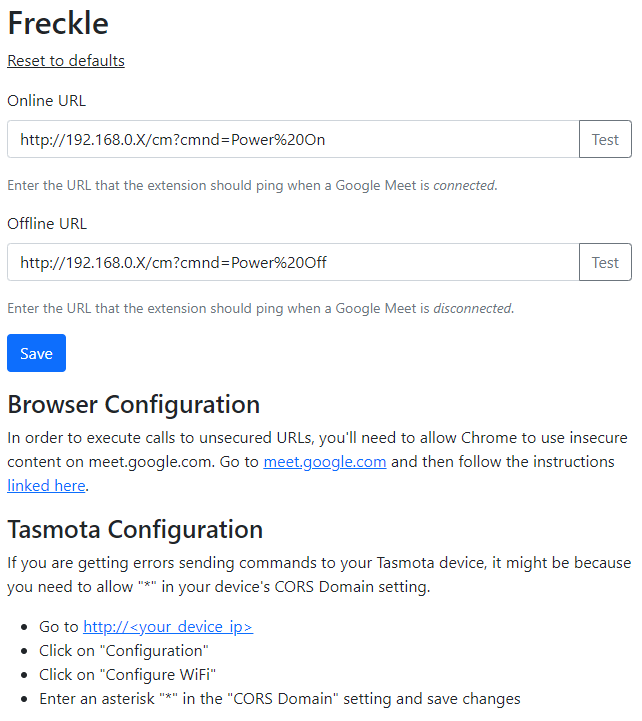 Freckle
Reset to defaults
Online URL
http://192.168.0.X/cm?cmnd=Power%20On
Test
Enter the URL that the extension should ping when a Google Meet is connected.
Offline URL
http://192.168.0.X/cm?cmnd=Power%20Off
Test
Enter the URL that the extension should ping when a Google Meet is disconnected.
Save
Browser Configuration
In order to execute calls to unsecured URLs, you'll need to allow Chrome to use insecure
content on meet.google.com. Go to meet.google.com and then follow the instructions
linked here.
Tasmota Configuration
If you are getting errors sending commands to your Tasmota device, it might be because
you need to allow "*" in your device's CORS Domain setting.
• Go to http://<your_device_ip>
• Click on "Configuration"
• Click on "Configure WiFi"
• Enter an asterisk "*" in the "CORS Domain" setting and save changes